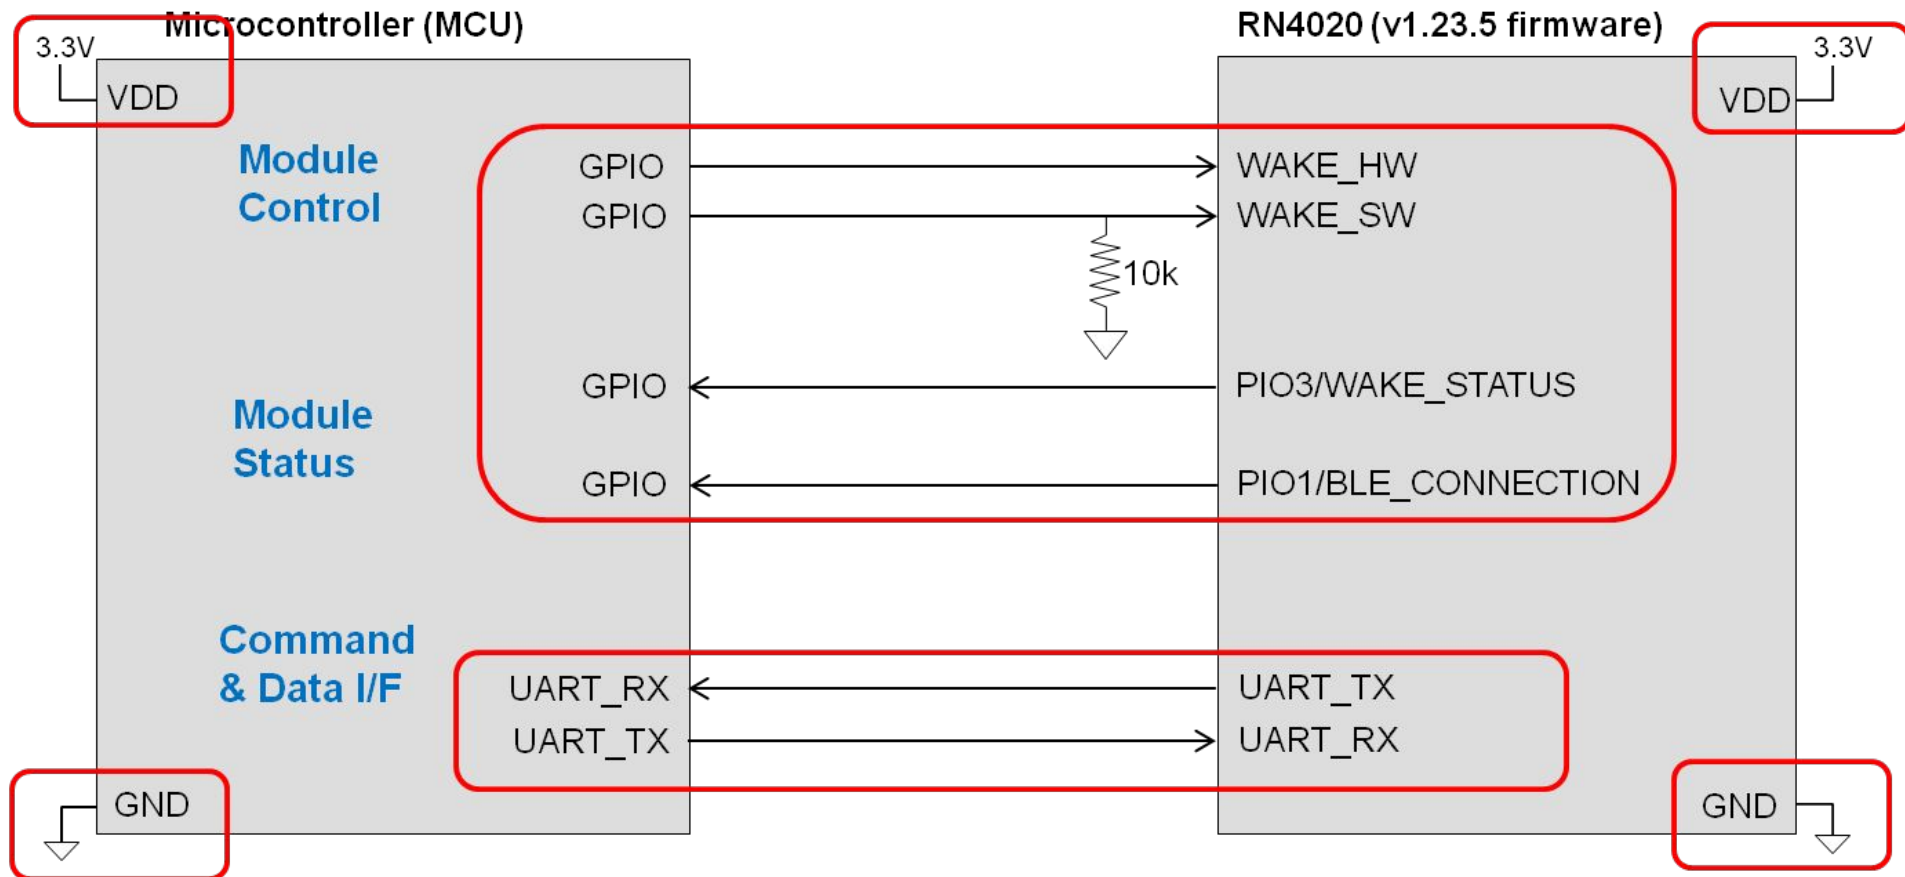 Microcontroller (MCU)
RN4020 (v1.23.5 firmware)
3.3V
3.3V
VDD
VDD
Module
Control
GPIO
WAKE_HW
GPIO
WAKE_SW
10k
Module
Status
GPIO
PIO3/WAKE_STATUS
GPIO
PIO1/BLE_CONNECTION
Command
& Data I/F
UART_RX
UART_TX
UART_TX
UART_RX
GND
GND